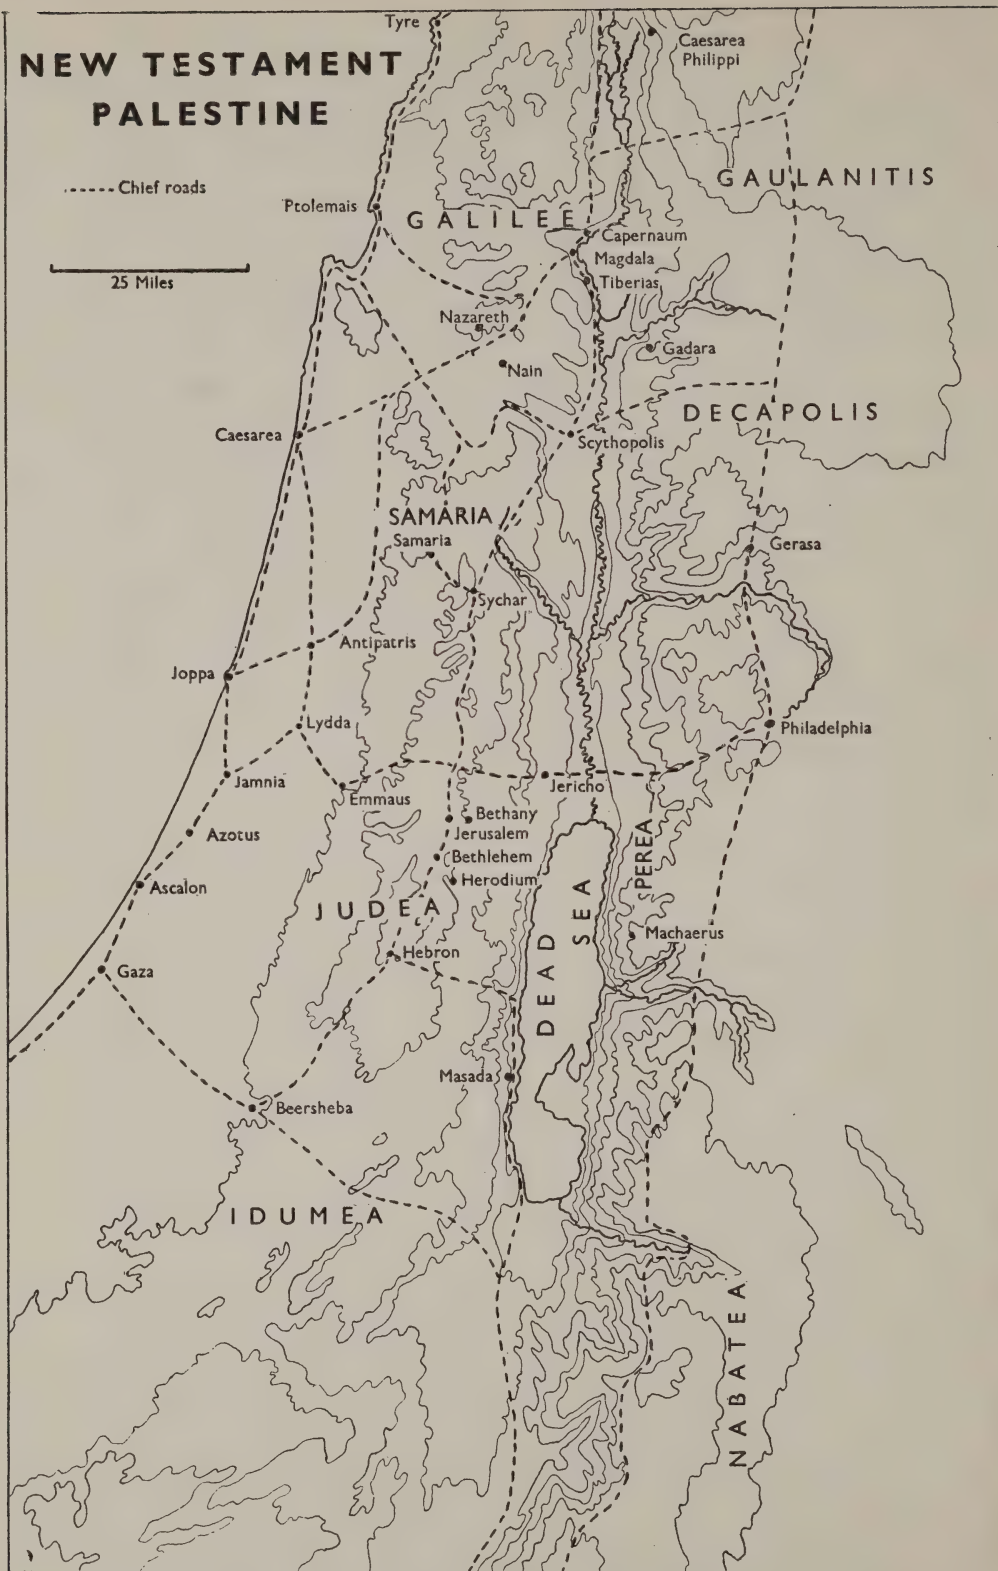 Tyre
NEW TESTAMENT
PALESTINE
Caesarea
Philippi
Chief roads
GAULANITIS
Ptolemais
GALILEE
Capernaum
Magdala
25 Miles
Tiberias
Nazareth
Gadara
Nain
DECAPOLIS
Caesarea
Scythopolis
SAMARIA
Samaria
Gerasa
Sychar
Antipatris
Joppa
Lydda
Philadelphia
Jamnia
Jericho
Emmaus
Bethany
Jerusalem
Azotus
Bethlehem
PEREA
Herodium
Ascalon
JUDEA
DEAD SEA
Machaerus
Hebron
Gaza
Masada
Beersheba
IDUMEA
NABATEA